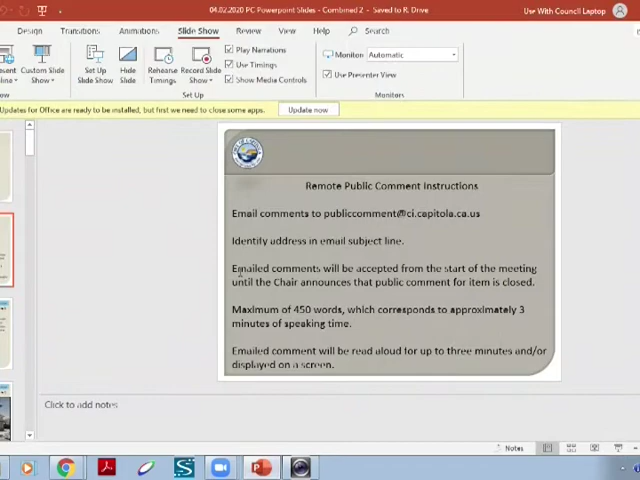 04.02.2020 PC Powerpoint Slides - Combined 2 - Saved to R. Drive
Use With Council Laptop
Design Transitions Animations Slide Show Review View Help Search
Custom Slide Show
Set Up Slide Show
Hide Slide
Rehearse Timings
Record Slide Show
Play Narrations
Use Timings
Show Media Controls
Set Up
Monitor Automatic
Use Presenter View
Monitors
Updates for Office are ready to be installed, but first we need to close some apps. Update now
Remote Public Comment Instructions
Email comments to publiccomment@ci.capitola.ca.us
Identify address in email subject line.
Emailed comments will be accepted from the start of the meeting
until the Chair announces that public comment for item is closed.
Maximum of 450 words, which corresponds to approximately 3
minutes of speaking time.
Emailed comment will be read aloud for up to three minutes and/or
displayed on a screen.
Click to add notes
Notes